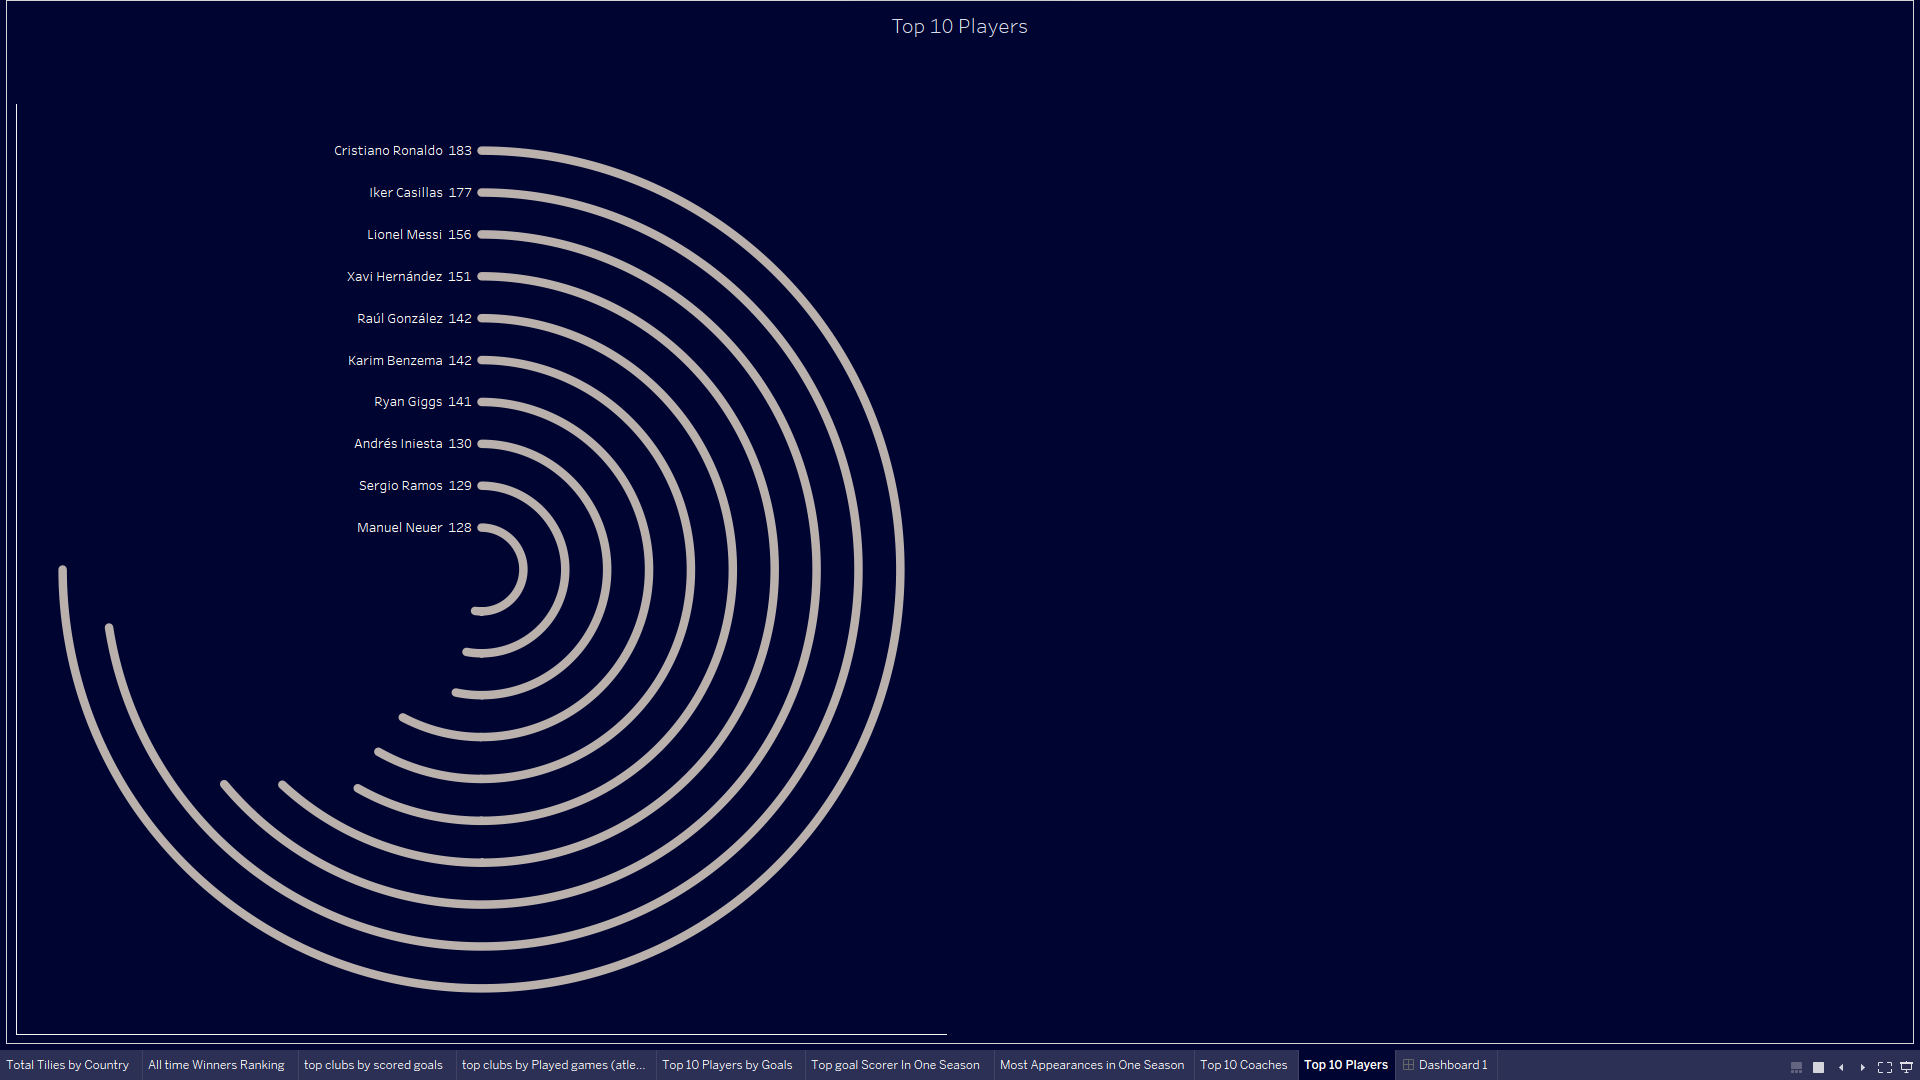 Top 10 Players
Cristiano Ronaldo 183
Iker Casillas 177
Lionel Messi 156
Xavi Hernández 151
Raúl González 142
Karim Benzema 142
Ryan Giggs 141
Andrés Iniesta 130
Sergio Ramos 129
Manuel Neuer 128
Total Tilies by Country
All time Winners Ranking
top clubs by scored goals
top clubs by Played games (atle...
Top 10 Players by Goals
Top goal Scorer In One Season
Most Appearances in One Season
Top 10 Coaches
Top 10 Players
Dashboard 1